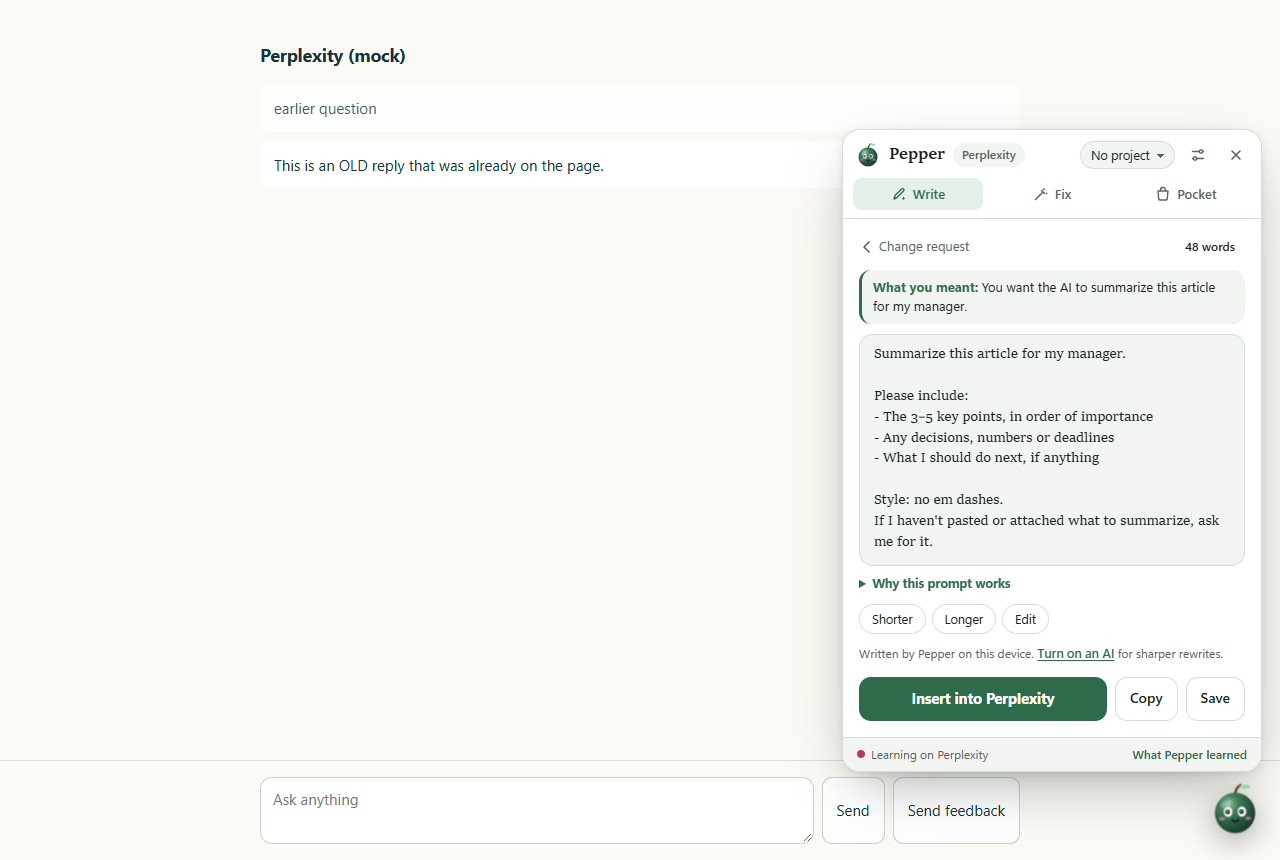 Perplexity (mock)
earlier question
This is an OLD reply that was already on the page.
Pepper
Perplexity
No project
Write
Fix
Pocket
Change request
48 words
What you meant: You want the AI to summarize this article
for my manager.
Summarize this article for my manager.
Please include:
- The 3–5 key points, in order of importance
- Any decisions, numbers or deadlines
- What I should do next, if anything
Style: no em dashes.
If I haven't pasted or attached what to summarize, ask
me for it.
Why this prompt works
Shorter
Longer
Edit
Written by Pepper on this device. Turn on an AI for sharper rewrites.
Insert into Perplexity
Copy
Save
Learning on Perplexity
What Pepper learned
Ask anything
Send
Send feedback